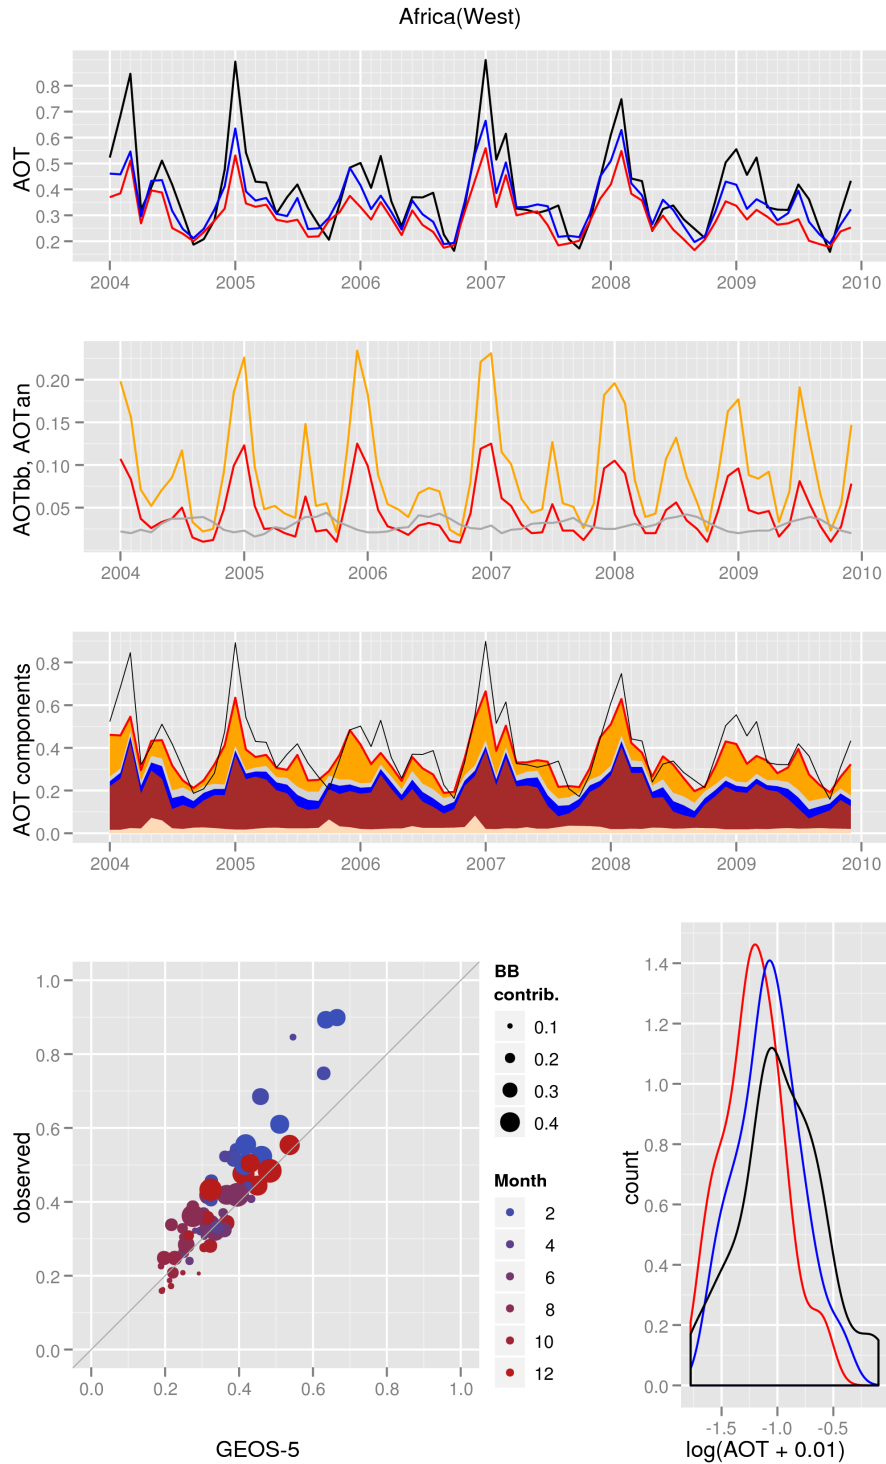 Africa(West)
AOT
0.8
0.7
0.6
0.5
0.4
0.3
0.2
2004 2005 2006 2007 2008 2009 2010
AOTbb, AOTan
0.20
0.15
0.10
0.05
2004 2005 2006 2007 2008 2009 2010
AOT components
0.8
0.6
0.4
0.2
0.0
2004 2005 2006 2007 2008 2009 2010
observed
1.0
0.8
0.6
0.4
0.2
0.0
0.0 0.2 0.4 0.6 0.8 1.0
GEOS-5
BB
contrib.
0.1
0.2
0.3
0.4
Month
2
4
6
8
10
12
count
1.4
1.2
1.0
0.8
0.6
0.4
0.2
0.0
-1.5 -1.0 -0.5
log(AOT + 0.01)